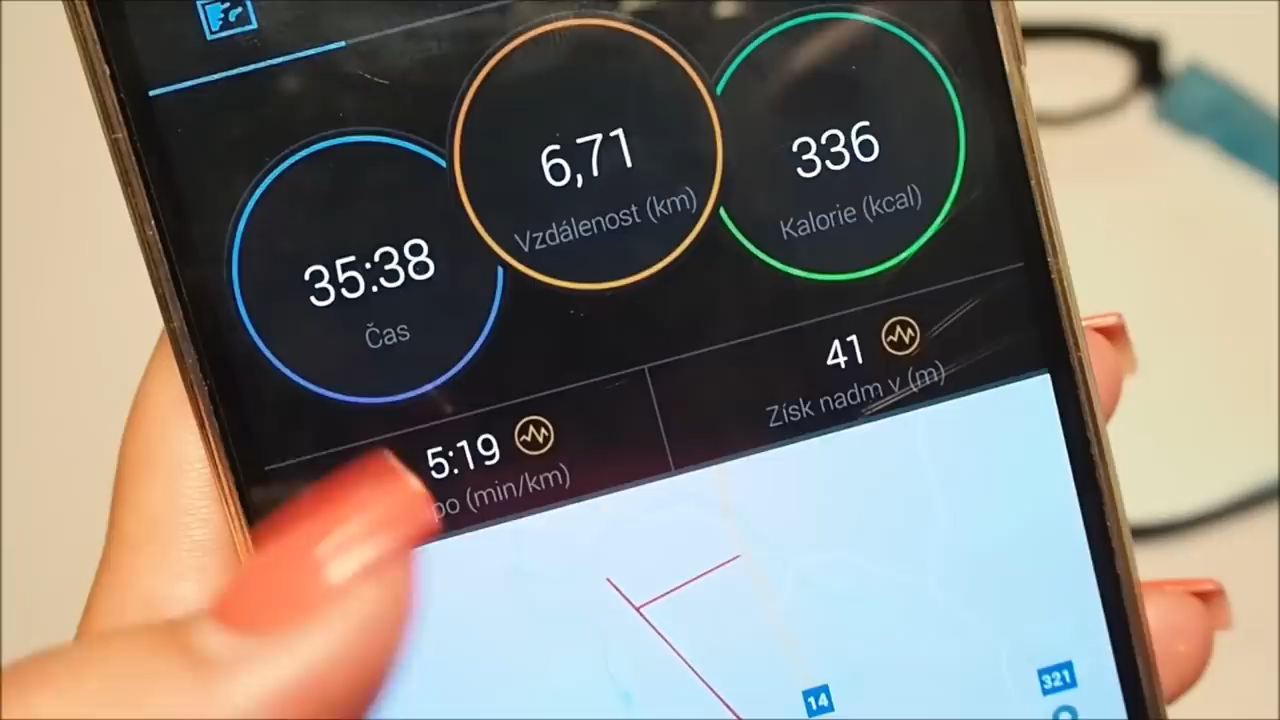 6,71
Vzdálenost (km)
336
Kalorie (kcal)
35:38
Čas
5:19
(min/km)
41
Získ nadm v (m)
14
321